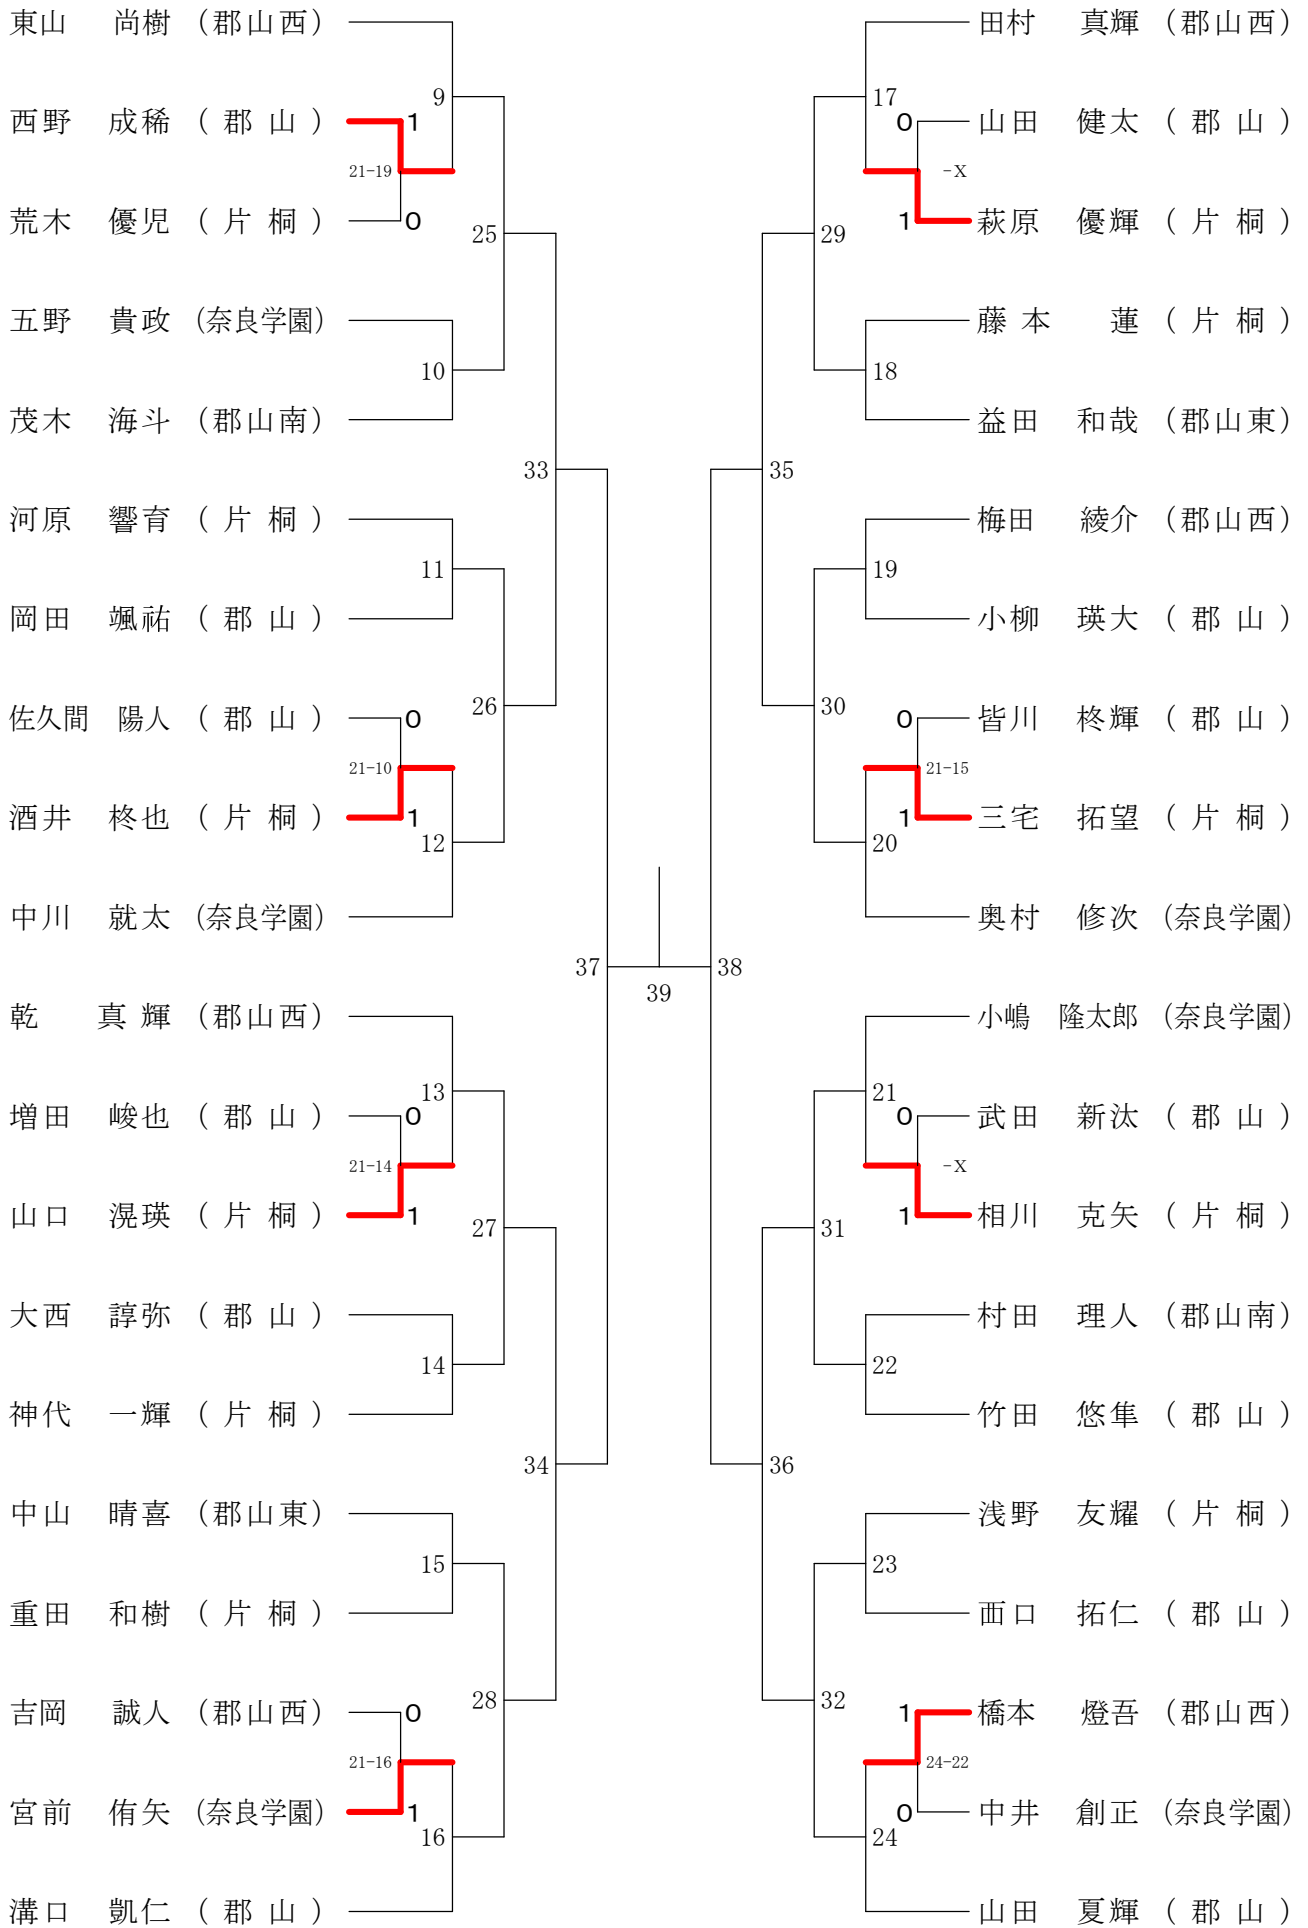 東山 尚樹 (郡山西)
9
西野 成稀 (郡山) 1
21-19
荒木 優児 (片桐) 0
25
五野 貴政 (奈良学園)
10
茂木 海斗 (郡山南)
33
河原 響育 (片桐)
11
岡田 颯祐 (郡山)
佐久間 陽人 (郡山) 0
26
21-10
酒井 柊也 (片桐) 1
12
中川 就太 (奈良学園)
37
乾 真輝 (郡山西)
13
増田 峻也 (郡山) 0
21-14
山口 滉瑛 (片桐) 1
27
大西 諄弥 (郡山)
14
神代 一輝 (片桐)
34
中山 晴喜 (郡山東)
15
重田 和樹 (片桐)
吉岡 誠人 (郡山西) 0
28
21-16
宮前 侑矢 (奈良学園) 1
16
溝口 凱仁 (郡山)
39
田村 真輝 (郡山西)
17
0 山田 健太 (郡山)
-X
1 萩原 優輝 (片桐)
29
藤本 蓮 (片桐)
18
益田 和哉 (郡山東)
35
梅田 綾介 (郡山西)
19
小柳 瑛大 (郡山)
30
0 皆川 柊輝 (郡山)
21-15
1 三宅 拓望 (片桐)
20
奥村 修次 (奈良学園)
38
小嶋 隆太郎 (奈良学園)
21
0 武田 新汰 (郡山)
-X
1 相川 克矢 (片桐)
31
村田 理人 (郡山南)
22
竹田 悠隼 (郡山)
36
浅野 友耀 (片桐)
23
西口 拓仁 (郡山)
32
1 橋本 燈吾 (郡山西)
24-22
0 中井 創正 (奈良学園)
24
山田 夏輝 (郡山)